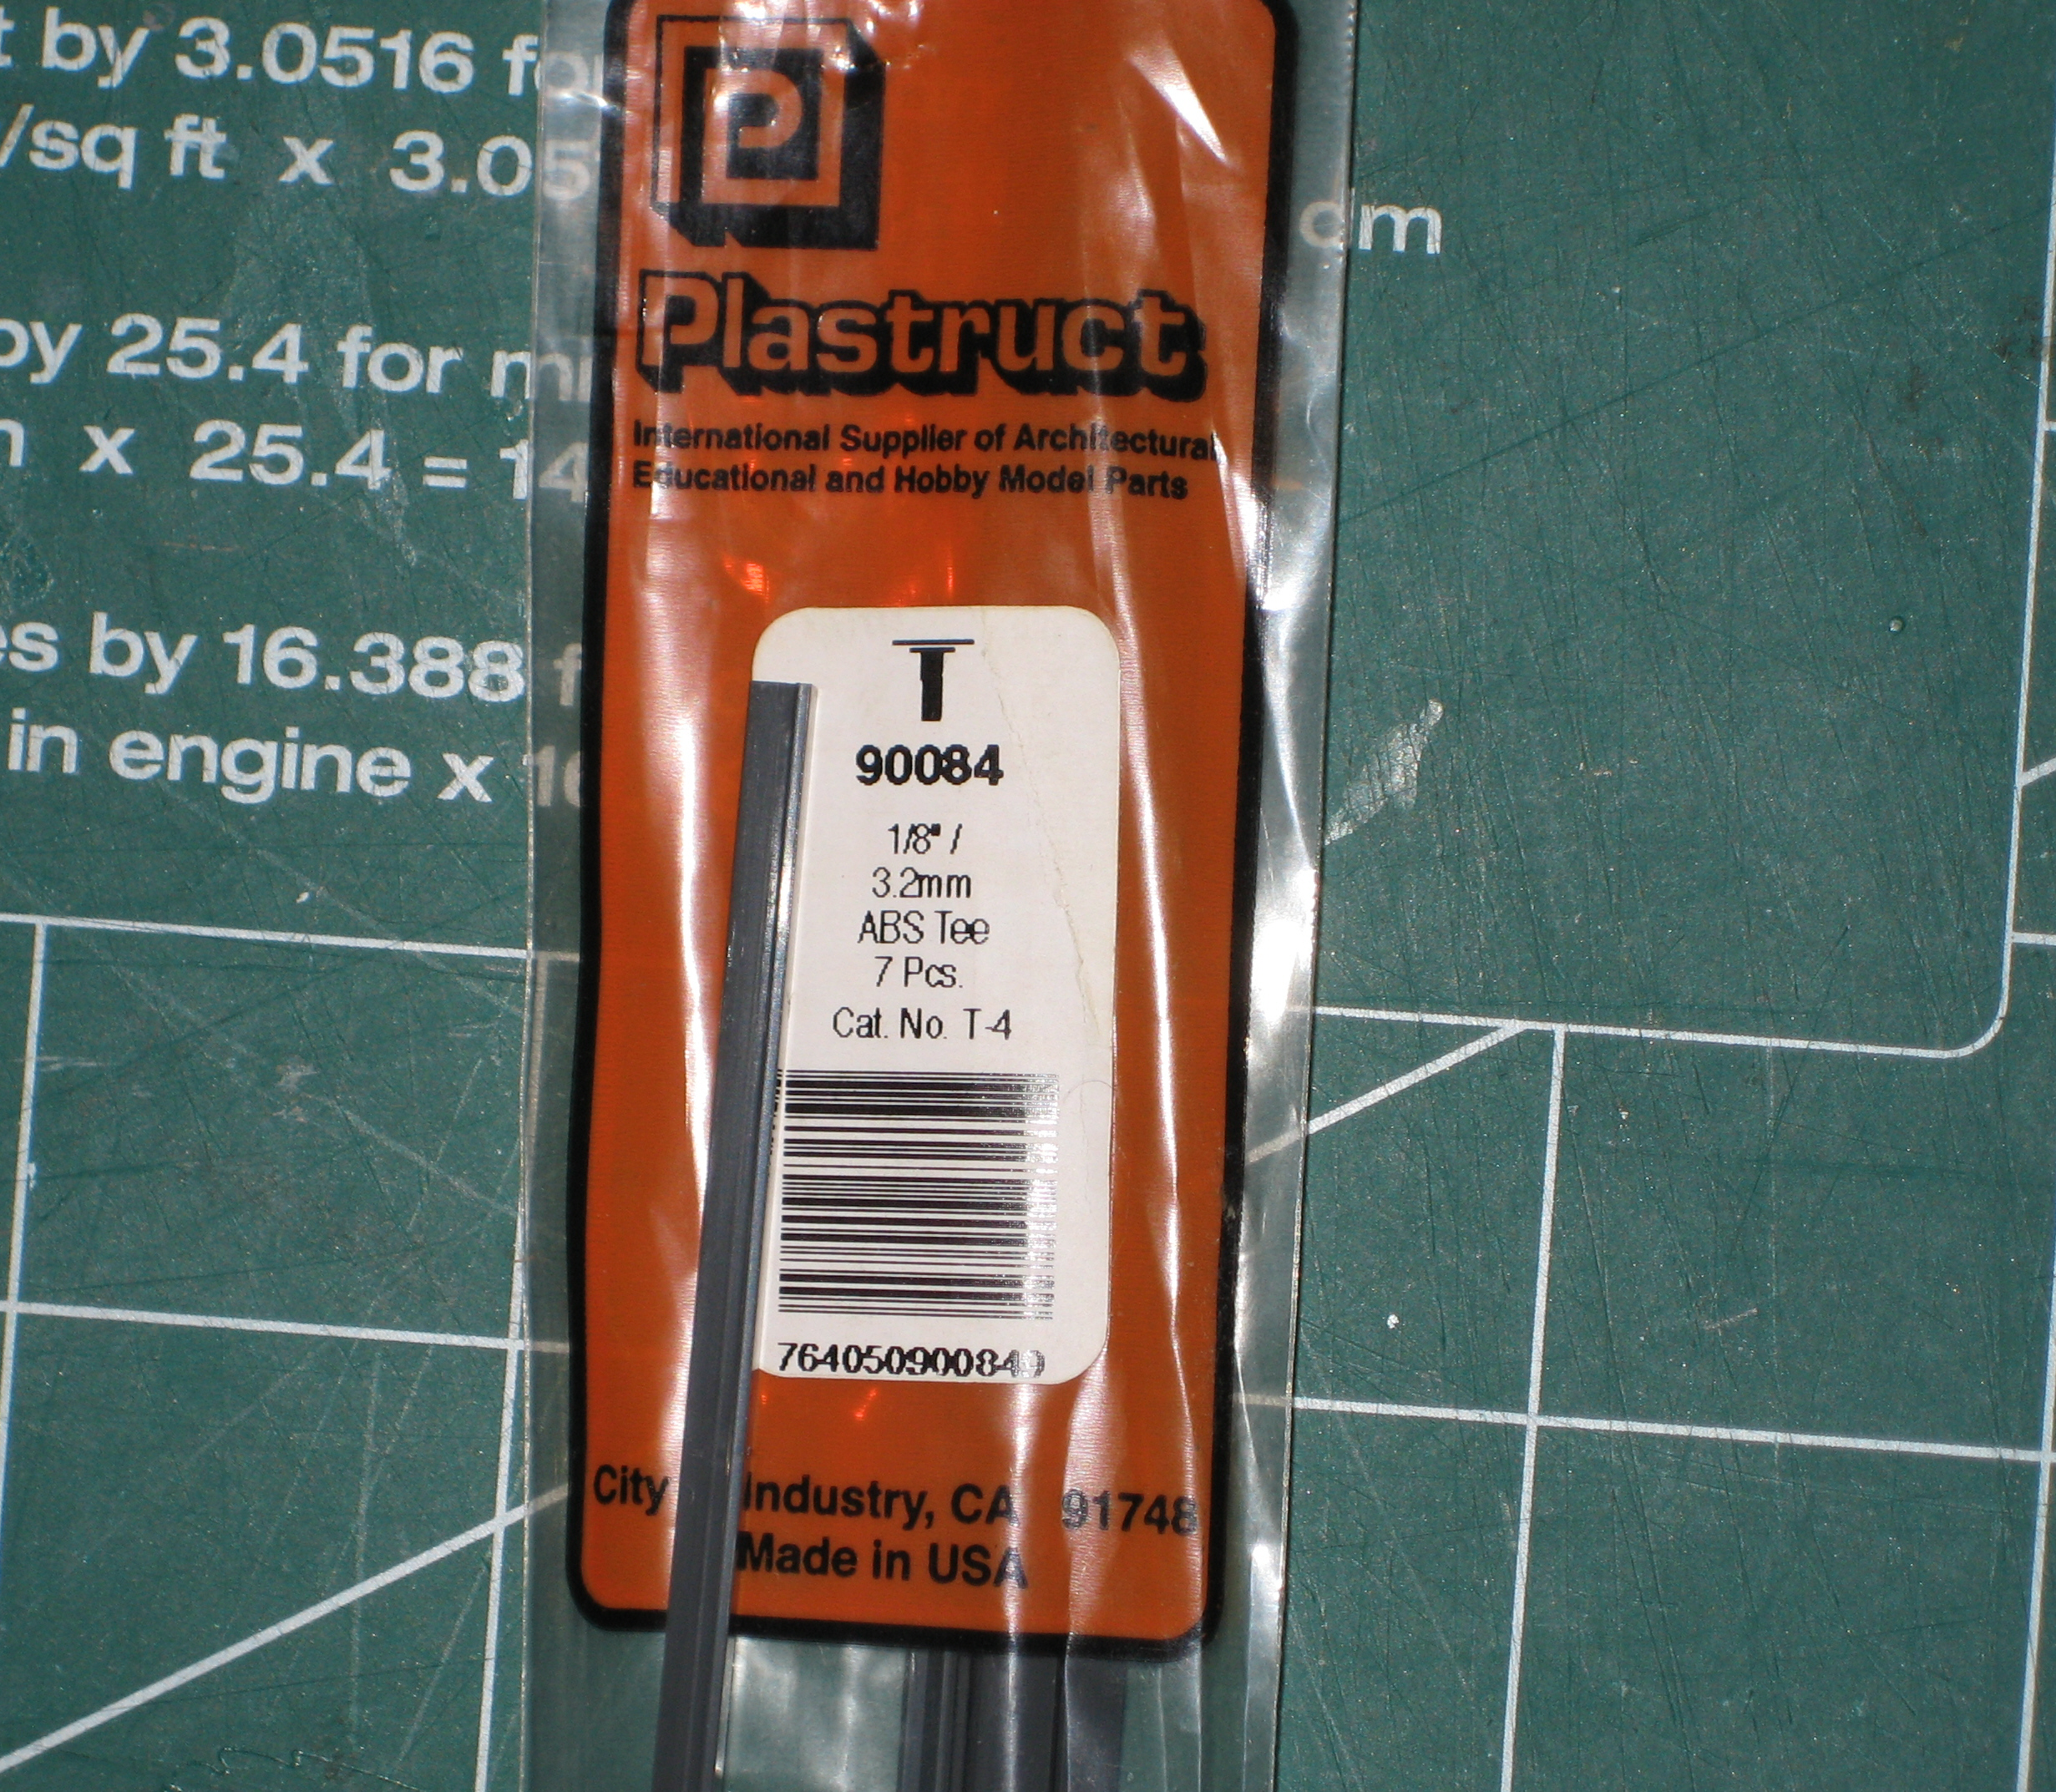 t by 3.0516 fo
/sq ft x 3.05
cm
by 25.4 for m
x 25.4 = 14
es by 16.388 f
in engine x 16
P
Plastruct
International Supplier of Architectural
Educational and Hobby Model Parts
T
90084
1/8" /
3.2mm
ABS Tee
7 Pcs.
Cat. No. T-4
764050900849
City Industry, CA 91748
Made in USA